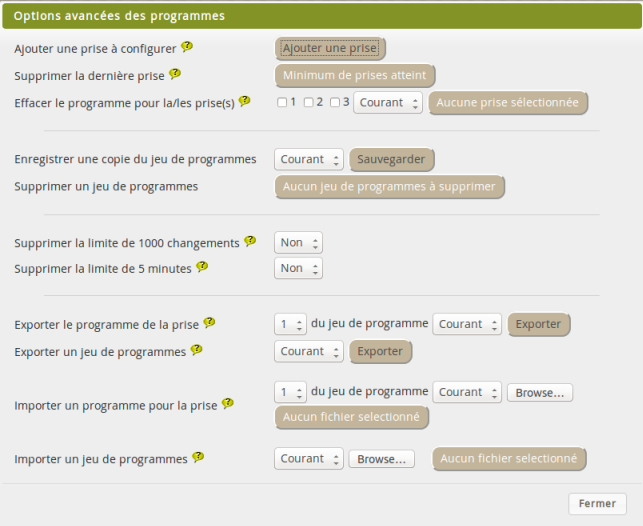 Options avancées des programmes
Ajouter une prise à configurer ? Ajouter une prise
Supprimer la dernière prise ? Minimum de prises atteint
Effacer le programme pour la/les prise(s) ? 1 2 3 Courant Aucune prise sélectionnée
Enregistrer une copie du jeu de programmes Courant Sauvegarder
Supprimer un jeu de programmes Aucun jeu de programmes à supprimer
Supprimer la limite de 1000 changements ? Non
Supprimer la limite de 5 minutes ? Non
Exporter le programme de la prise ? 1 du jeu de programme Courant Exporter
Exporter un jeu de programmes ? Courant Exporter
Importer un programme pour la prise ? 1 du jeu de programme Courant Browse...
Aucun fichier selectionné
Importer un jeu de programmes ? Courant Browse... Aucun fichier selectionné
Fermer